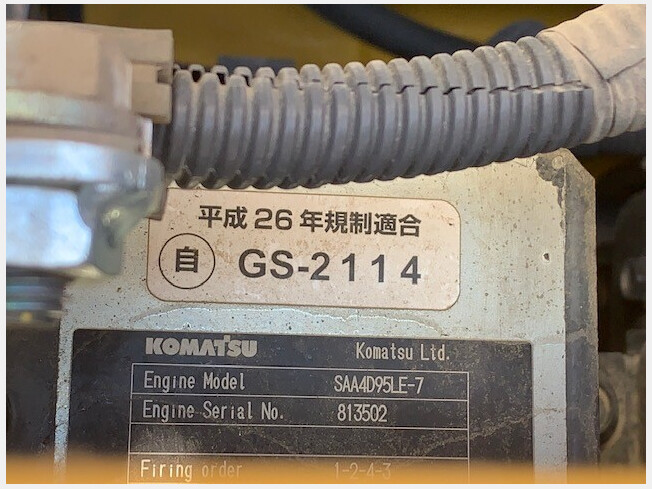 平成26年規制適合
自 GS-2114
KOMATSU Komatsu Ltd.
Engine Model SAA4D95LE-7
Engine Serial No. 813502
Firing order 1-2-4-3